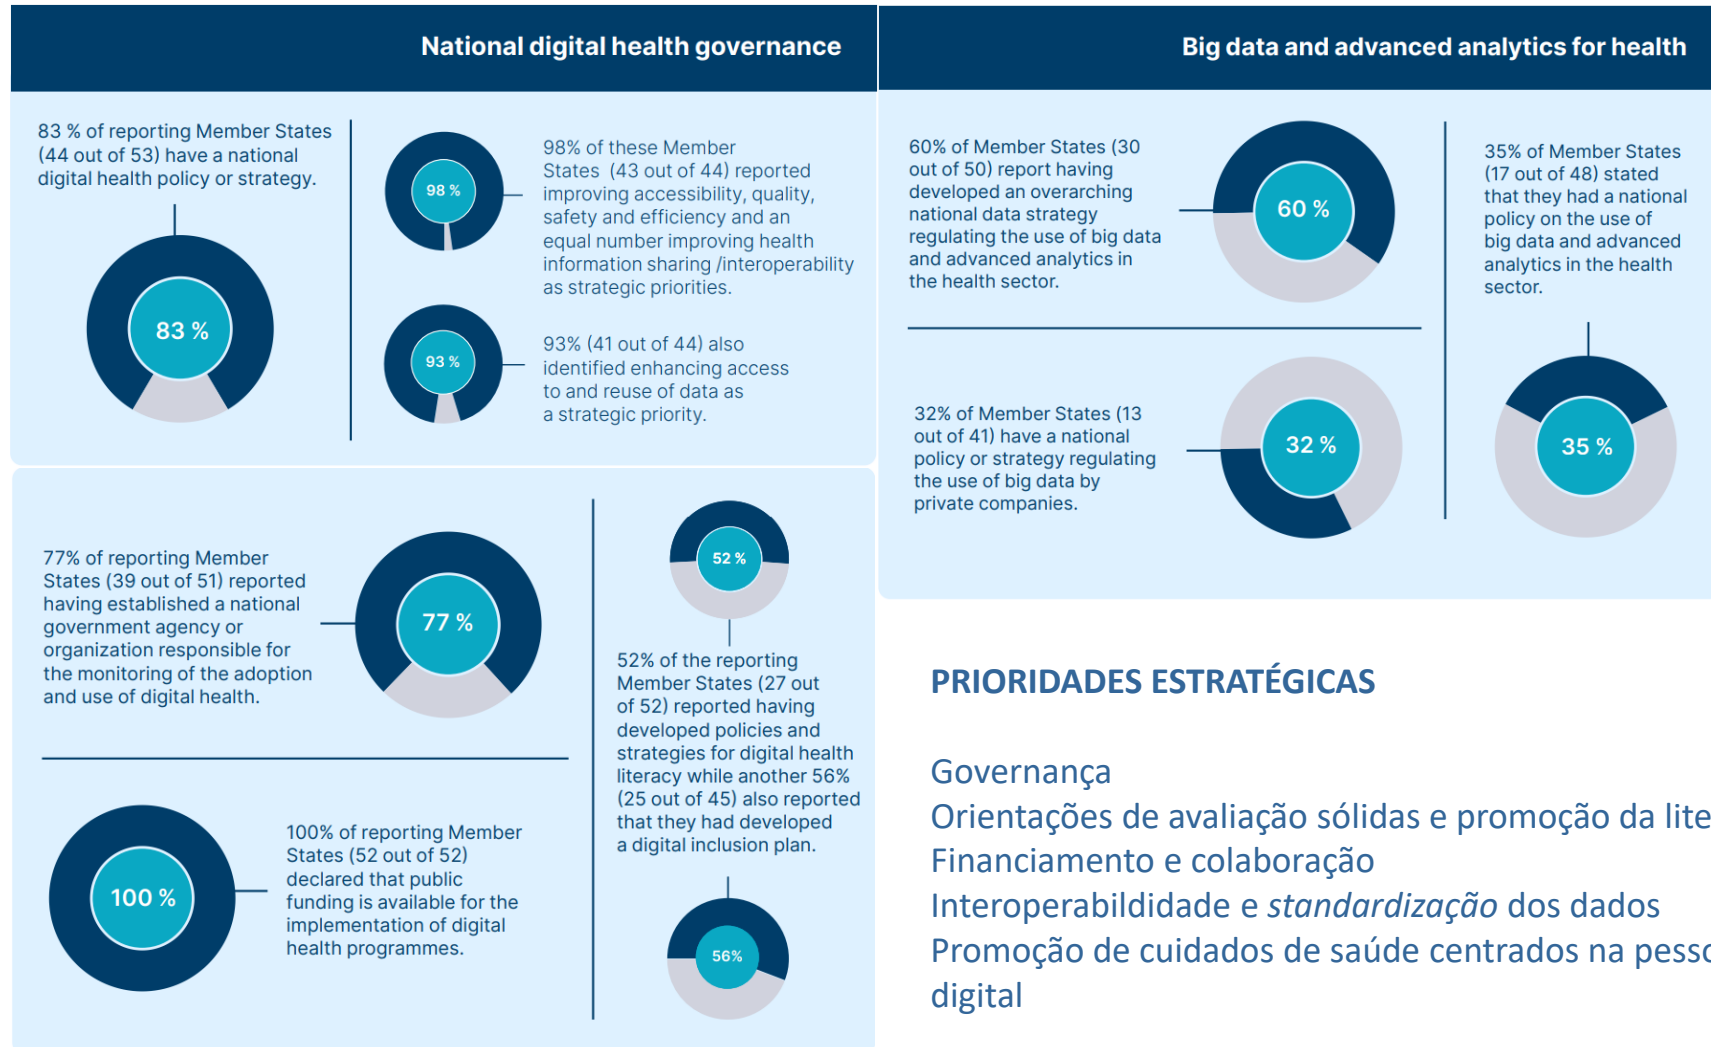 National digital health governance
83 % of reporting Member States
(44 out of 53) have a national
digital health policy or strategy.
83 %
98 %
98% of these Member
States (43 out of 44) reported
improving accessibility, quality,
safety and efficiency and an
equal number improving health
information sharing /interoperability
as strategic priorities.
93 %
93% (41 out of 44) also
identified enhancing access
to and reuse of data as
a strategic priority.
77% of reporting Member
States (39 out of 51) reported
having established a national
government agency or
organization responsible for
the monitoring of the adoption
and use of digital health.
77 %
100 %
100% of reporting Member
States (52 out of 52)
declared that public
funding is available for the
implementation of digital
health programmes.
52 %
52% of the reporting
Member States (27 out
of 52) reported having
developed policies and
strategies for digital health
literacy while another 56%
(25 out of 45) also reported
that they had developed
a digital inclusion plan.
56%
Big data and advanced analytics for health
60% of Member States (30
out of 50) report having
developed an overarching
national data strategy
regulating the use of big data
and advanced analytics in
the health sector.
60 %
32% of Member States (13
out of 41) have a national
policy or strategy regulating
the use of big data by
private companies.
32 %
35% of Member States
(17 out of 48) stated
that they had a national
policy on the use of
big data and advanced
analytics in the health
sector.
35 %
PRIORIDADES ESTRATÉGICAS
Governança
Orientações de avaliação sólidas e promoção da lite
Financiamento e colaboração
Interoperabildidade e standardização dos dados
Promoção de cuidados de saúde centrados na pesso
digital